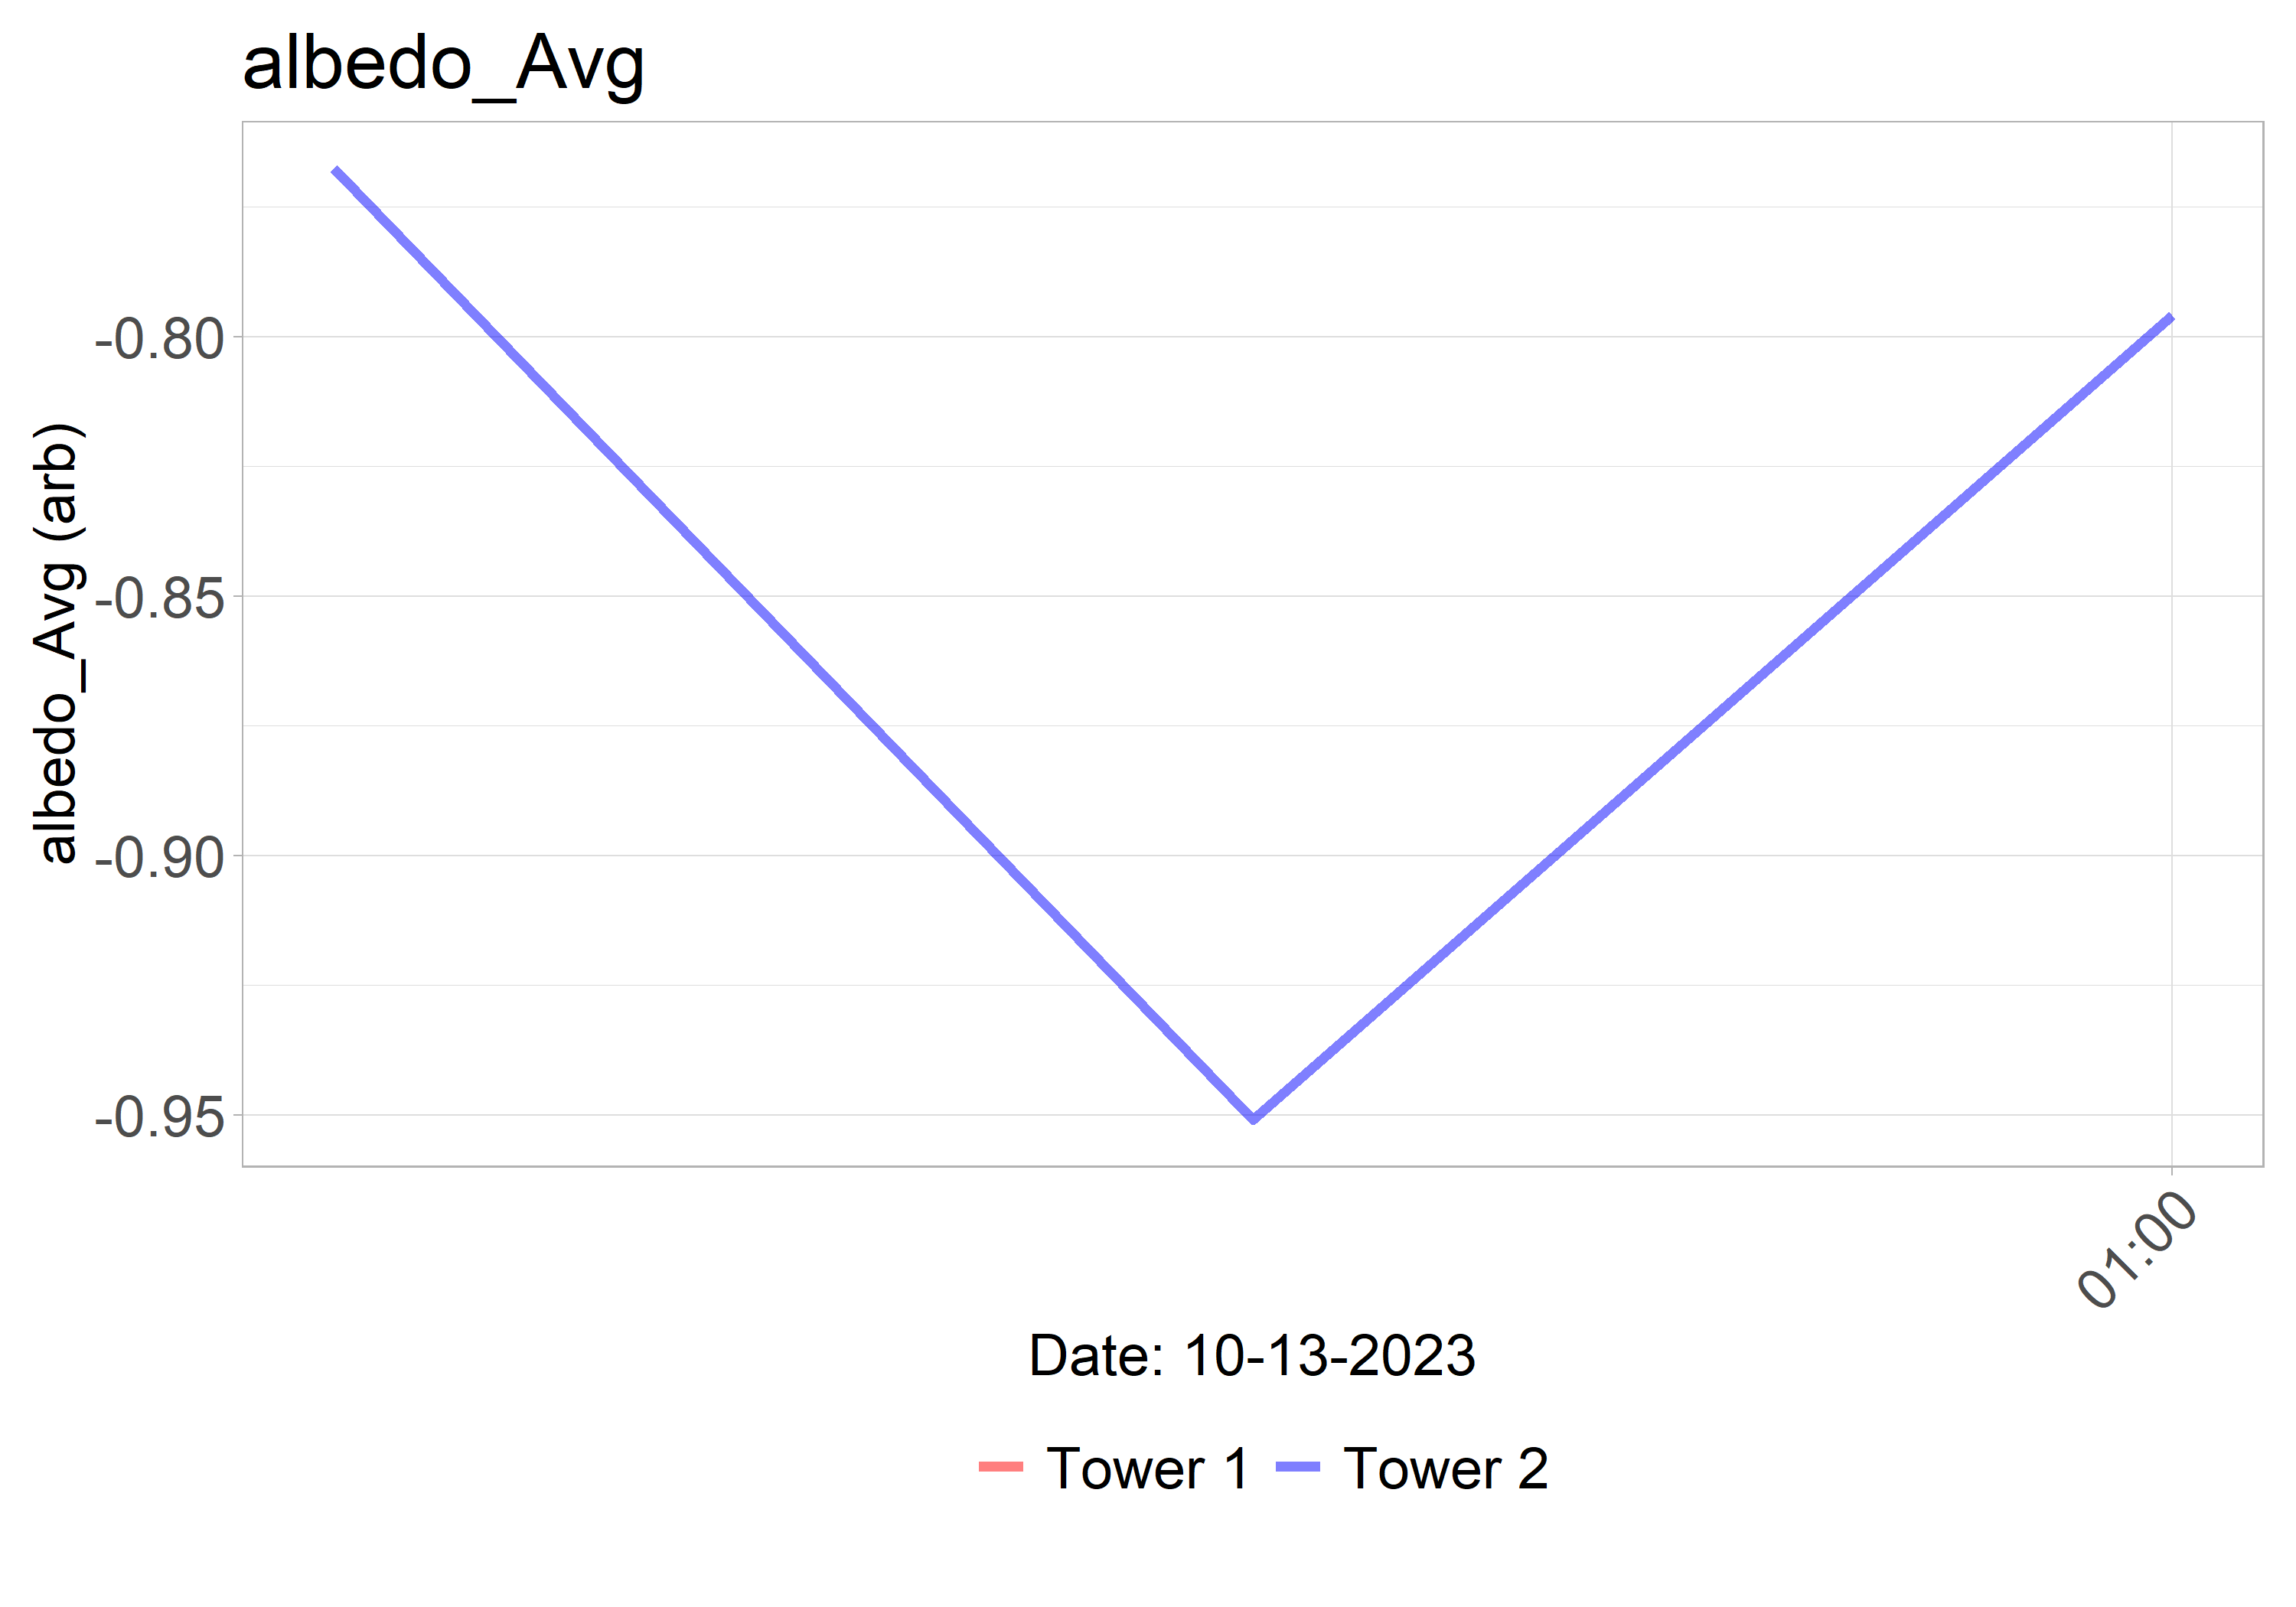 albedo_Avg
albedo_Avg (arb)
-0.80
-0.85
-0.90
-0.95
01:00
Date: 10-13-2023
Tower 1 Tower 2